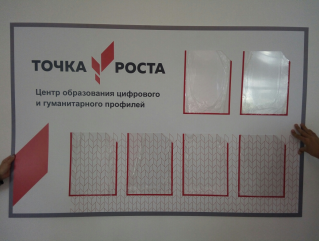 ТОЧКА РОСТА
Центр образования цифрового
и гуманитарного профилей